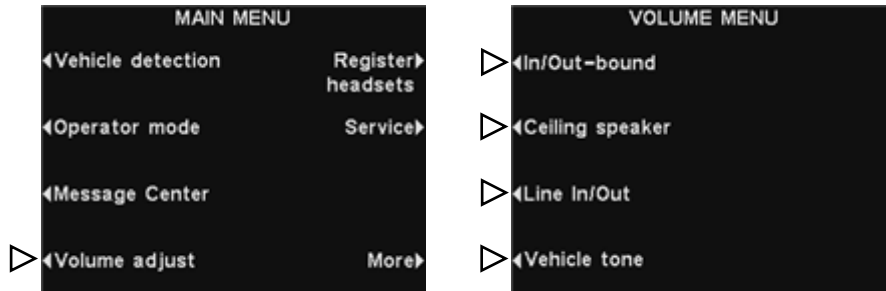 MAIN MENU
Vehicle detection
Register
headsets
Operator mode
Service
Message Center
Volume adjust
More
VOLUME MENU
In/Out-bound
Ceiling speaker
Line In/Out
Vehicle tone